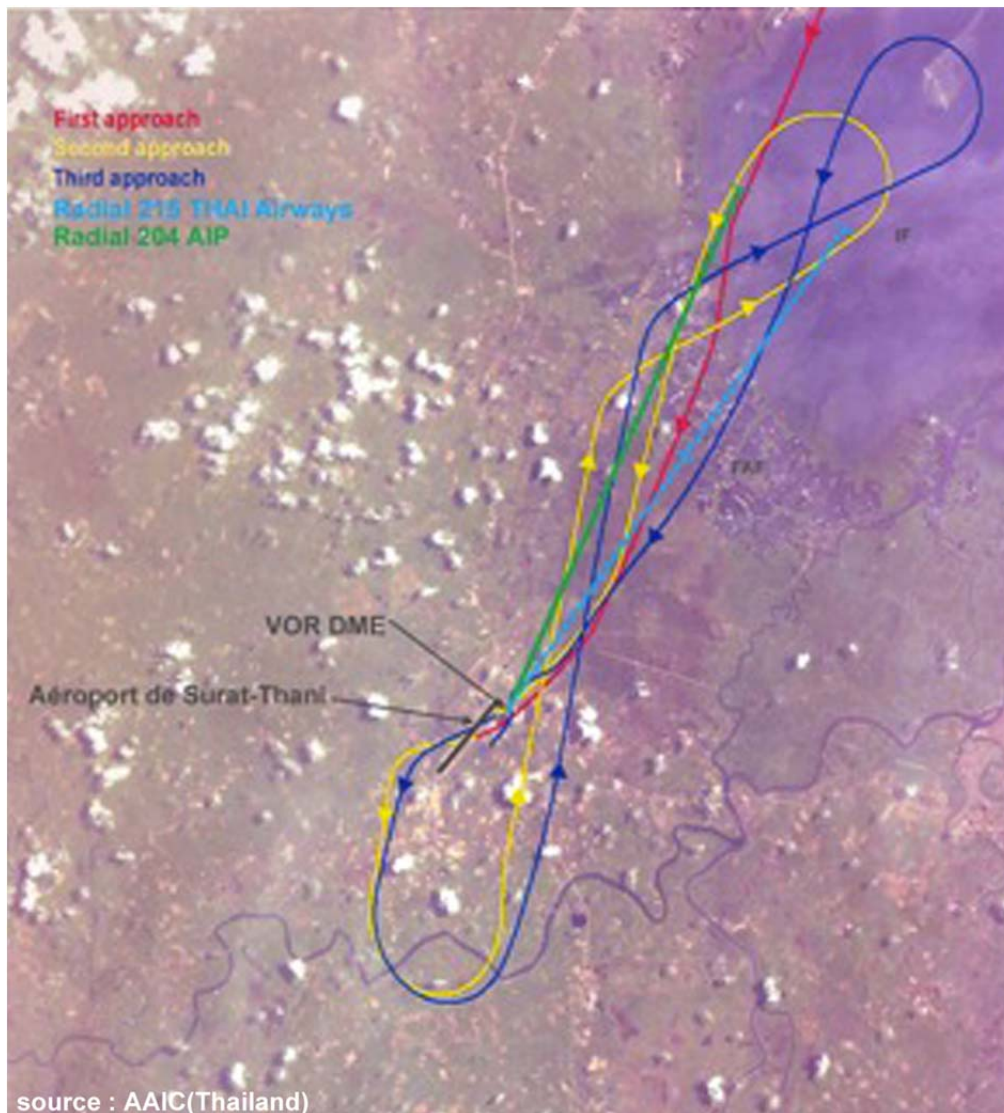 First approach
Second approach
Third approach
Radial 215 THAI Airways
Radial 204 AIP
IF
FAF
VOR DME
Aéroport de Surat-Thani
source : AAIC(Thailand)